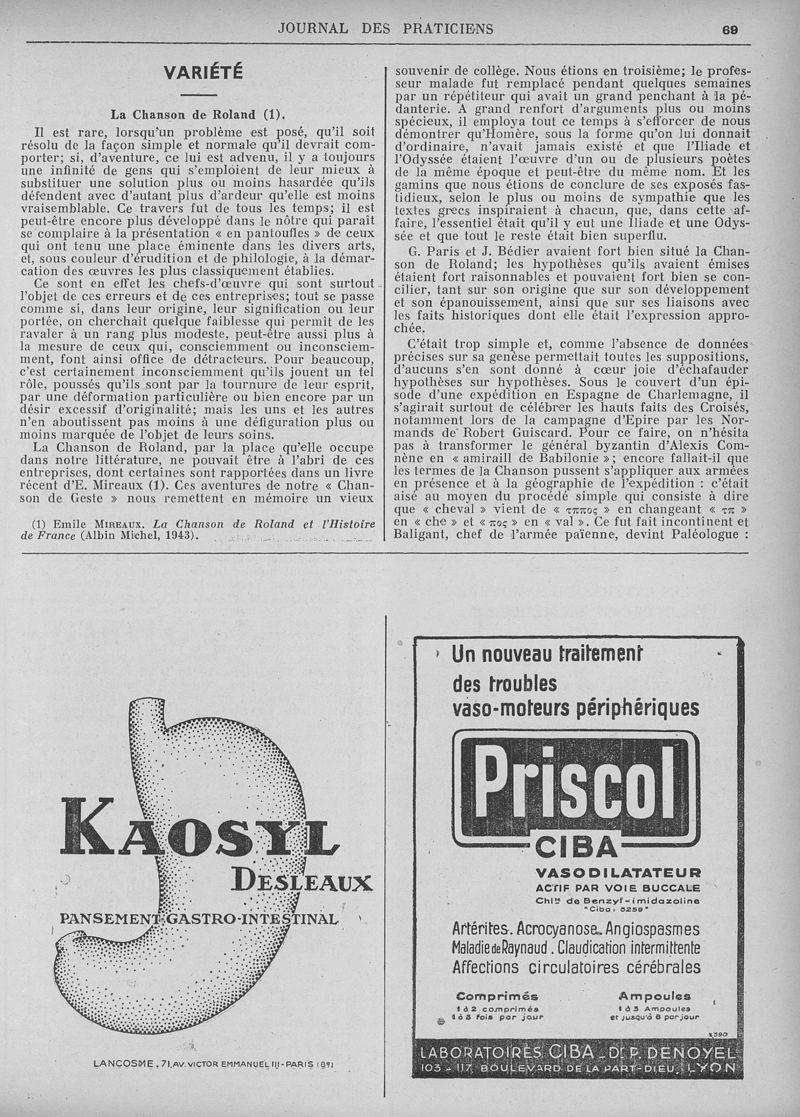 JOURNAL DES PRATICIENS
69
VARIÉTÉ
La Chanson de Roland (1).
Il est rare, lorsqu'un problème est posé, qu'il soit
résolu de la façon simple et normale qu'il devrait com-
porter; si, d'aventure, ce lui est advenu, il y a toujours
une infinité de gens qui s'emploient de leur mieux à
substituer une solution plus ou moins hasardée qu'ils
défendent avec d'autant plus d'ardeur qu'elle est moins
vraisemblable. Ce travers fut de tous les temps; il est
peut-être encore plus développé dans le nôtre qui paraît
se complaire à la présentation « en pantoufles » de ceux
qui ont tenu une place éminente dans les divers arts,
et, sous couleur d'érudition et de philologie, à la démar-
cation des œuvres les plus classiquement établies.
Ce sont en effet les chefs-d'œuvre qui sont surtout
l'objet de ces erreurs et de ces entreprises; tout se passe
comme si, dans leur origine, leur signification ou leur
portée, on cherchait quelque faiblesse qui permît de les
ravaler à un rang plus modeste, peut-être aussi plus à
la mesure de ceux qui, consciemment ou inconsciem-
ment, font ainsi office de détracteurs. Pour beaucoup,
c'est certainement inconsciemment qu'ils jouent un tel
rôle, poussés qu'ils sont par la tournure de leur esprit,
par une déformation particulière ou bien encore par un
désir excessif d'originalité; mais les uns et les autres
n'en aboutissent pas moins à une défiguration plus ou
moins marquée de l'objet de leurs soins.
La Chanson de Roland, par la place qu'elle occupe
dans notre littérature, ne pouvait être à l'abri de ces
entreprises, dont certaines sont rapportées dans un livre
récent d'E. Mireaux (1). Ces aventures de notre « Chan-
son de Geste » nous remettent en mémoire un vieux
(1) Emile MIREAUX. La Chanson de Roland et l'Histoire
de France (Albin Michel, 1943).
souvenir de collège. Nous étions en troisième; le profes-
seur malade fut remplacé pendant quelques semaines
par un répétiteur qui avait un grand penchant à la pé-
danterie. A grand renfort d'arguments plus ou moins
spécieux, il employa tout ce temps à s'efforcer de nous
démontrer qu'Homère, sous la forme qu'on lui donnait
d'ordinaire, n'avait jamais existé et que l'Iliade et
l'Odyssée étaient l'œuvre d'un ou de plusieurs poètes
de la même époque et peut-être du même nom. Et les
gamins que nous étions de conclure de ses exposés fas-
tidieux, selon le plus ou moins de sympathie que les
textes grecs inspiraient à chacun, que, dans cette af-
faire, l'essentiel était qu'il y eut une Iliade et une Odys-
sée et que tout le reste était bien superflu.
G. Paris et J. Bédier avaient fort bien situé la Chan-
son de Roland; les hypothèses qu'ils avaient émises
étaient fort raisonnables et pouvaient fort bien se con-
cilier, tant sur son origine que sur son développement
et son épanouissement, ainsi que sur ses liaisons avec
les faits historiques dont elle était l'expression appro-
chée.
C'était trop simple et, comme l'absence de données
précises sur sa genèse permettait toutes les suppositions,
d'aucuns s'en sont donné à cœur joie d'échafauder
hypothèses sur hypothèses. Sous le couvert d'un épi-
sode d'une expédition en Espagne de Charlemagne, il
s'agirait surtout de célébrer les hauts faits des Croisés,
notamment lors de la campagne d'Epire par les Nor-
mands de Robert Guiscard. Pour ce faire, on n'hésita
pas à transformer le général byzantin d'Alexis Com-
nène en « amiraill de Babilonie »; encore fallait-il que
les termes de la Chanson pussent s'appliquer aux armées
en présence et à la géographie de l'expédition : c'était
aisé au moyen du procédé simple qui consiste à dire
que « cheval » vient de « ιππος » en changeant « ιπ »
en « che » et « πος » en « val ». Ce fut fait incontinent et
Baligant, chef de l'armée païenne, devint Paléologue :
KAOSYL
DESLEAUX
PANSEMENT GASTRO-INTESTINAL
LANCOSME, 71, AV. VICTOR EMMANUEL III - PARIS (8e)
Un nouveau traitement
des troubles
vaso-moteurs périphériques
Priscol
CIBA
VASODILATATEUR
ACTIF PAR VOIE BUCCALE
Chlte de Benzyl-imidazoline
"Ciba, 5259"
Artérites. Acrocyanose. Angiospasmes
Maladie de Raynaud. Claudication intermittente
Affections circulatoires cérébrales
Comprimés
1 à 2 comprimés
1 à 3 fois par jour
Ampoules
1 à 3 Ampoules
et jusqu'à 6 par jour
LABORATOIRES CIBA - Dr P. DENOYEL
103 à 117, BOULEVARD DE LA PART-DIEU, LYON